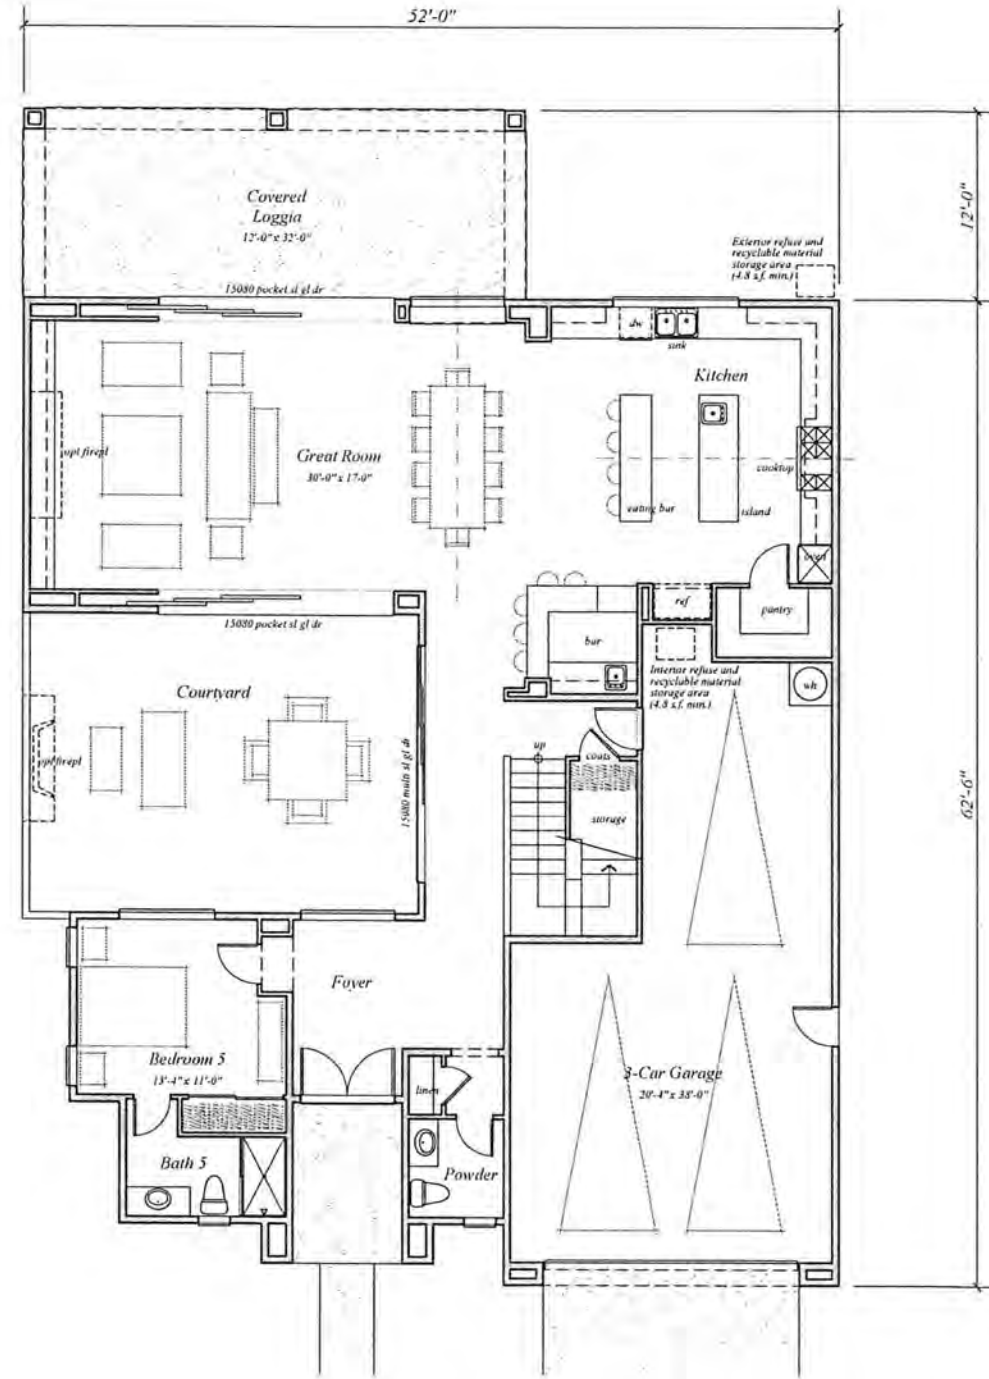 52'-0"
Covered
Loggia
12'-0" x 32'-0"
12'-0"
Exterior refuse and
recyclable material
storage area
(4.8 s.f. min.)
15080 pocket sl gl dr
dw
sink
Kitchen
Great Room
30'-0" x 17'-0"
opt firepl
cooktop
eating bar
island
oven
ref
pantry
15080 pocket sl gl dr
bar
Interior refuse and
recyclable material
storage area
(4.8 s.f. min.)
wh
Courtyard
opt firepl
15080 multi sl gl dr
up
coats
storage
62'-6"
Foyer
Bedroom 5
13'-4" x 11'-0"
linen
3-Car Garage
20'-4" x 38'-0"
Bath 5
Powder